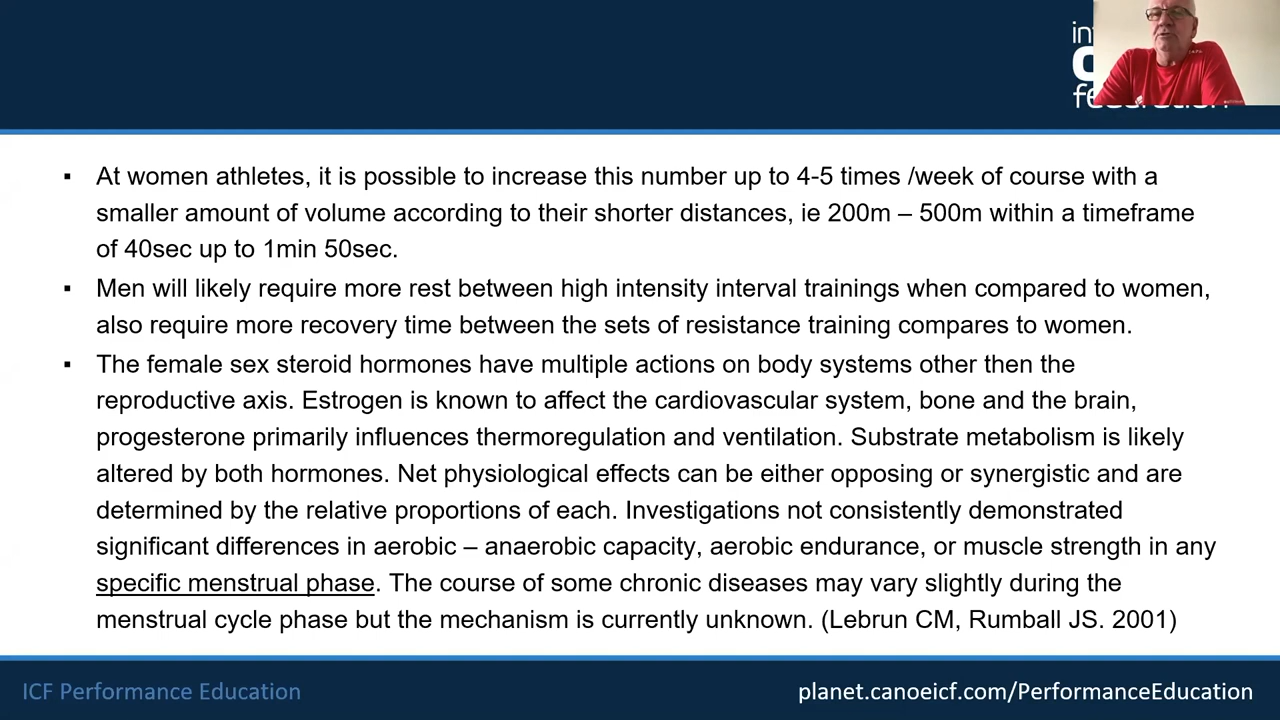 ▪ At women athletes, it is possible to increase this number up to 4-5 times /week of course with a
smaller amount of volume according to their shorter distances, ie 200m – 500m within a timeframe
of 40sec up to 1min 50sec.
▪ Men will likely require more rest between high intensity interval trainings when compared to women,
also require more recovery time between the sets of resistance training compares to women.
▪ The female sex steroid hormones have multiple actions on body systems other then the
reproductive axis. Estrogen is known to affect the cardiovascular system, bone and the brain,
progesterone primarily influences thermoregulation and ventilation. Substrate metabolism is likely
altered by both hormones. Net physiological effects can be either opposing or synergistic and are
determined by the relative proportions of each. Investigations not consistently demonstrated
significant differences in aerobic – anaerobic capacity, aerobic endurance, or muscle strength in any
specific menstrual phase. The course of some chronic diseases may vary slightly during the
menstrual cycle phase but the mechanism is currently unknown. (Lebrun CM, Rumball JS. 2001)
ICF Performance Education
planet.canoeicf.com/PerformanceEducation